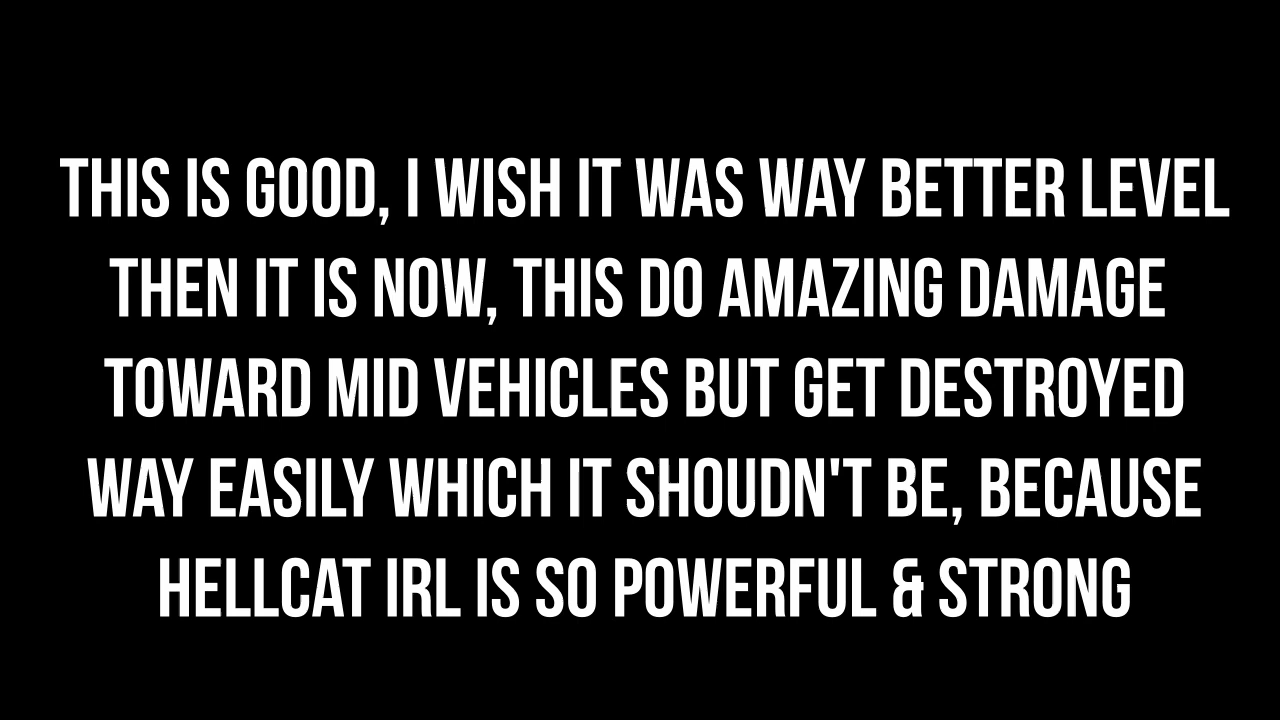 THIS IS GOOD, I WISH IT WAS WAY BETTER LEVEL
THEN IT IS NOW, THIS DO AMAZING DAMAGE
TOWARD MID VEHICLES BUT GET DESTROYED
WAY EASILY WHICH IT SHOUDN'T BE, BECAUSE
HELLCAT IRL IS SO POWERFUL & STRONG